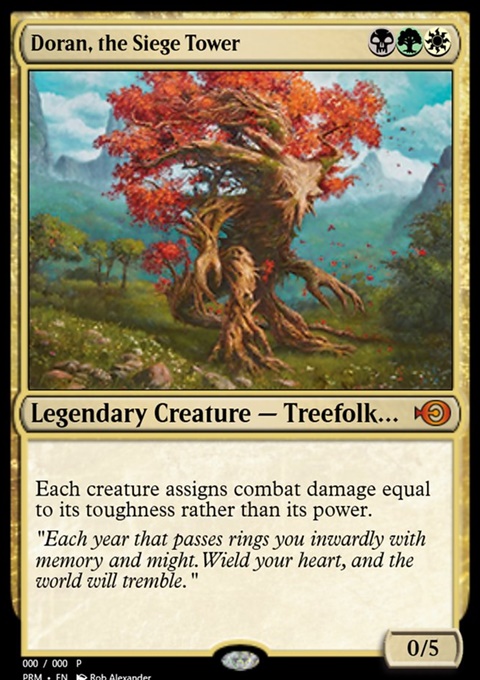 Doran, the Siege Tower
Legendary Creature — Treefolk...
Each creature assigns combat damage equal
to its toughness rather than its power.
"Each year that passes rings you inwardly with
memory and might. Wield your heart, and the
world will tremble."
0/5
000 / 000 P
PRM • EN Rob Alexander